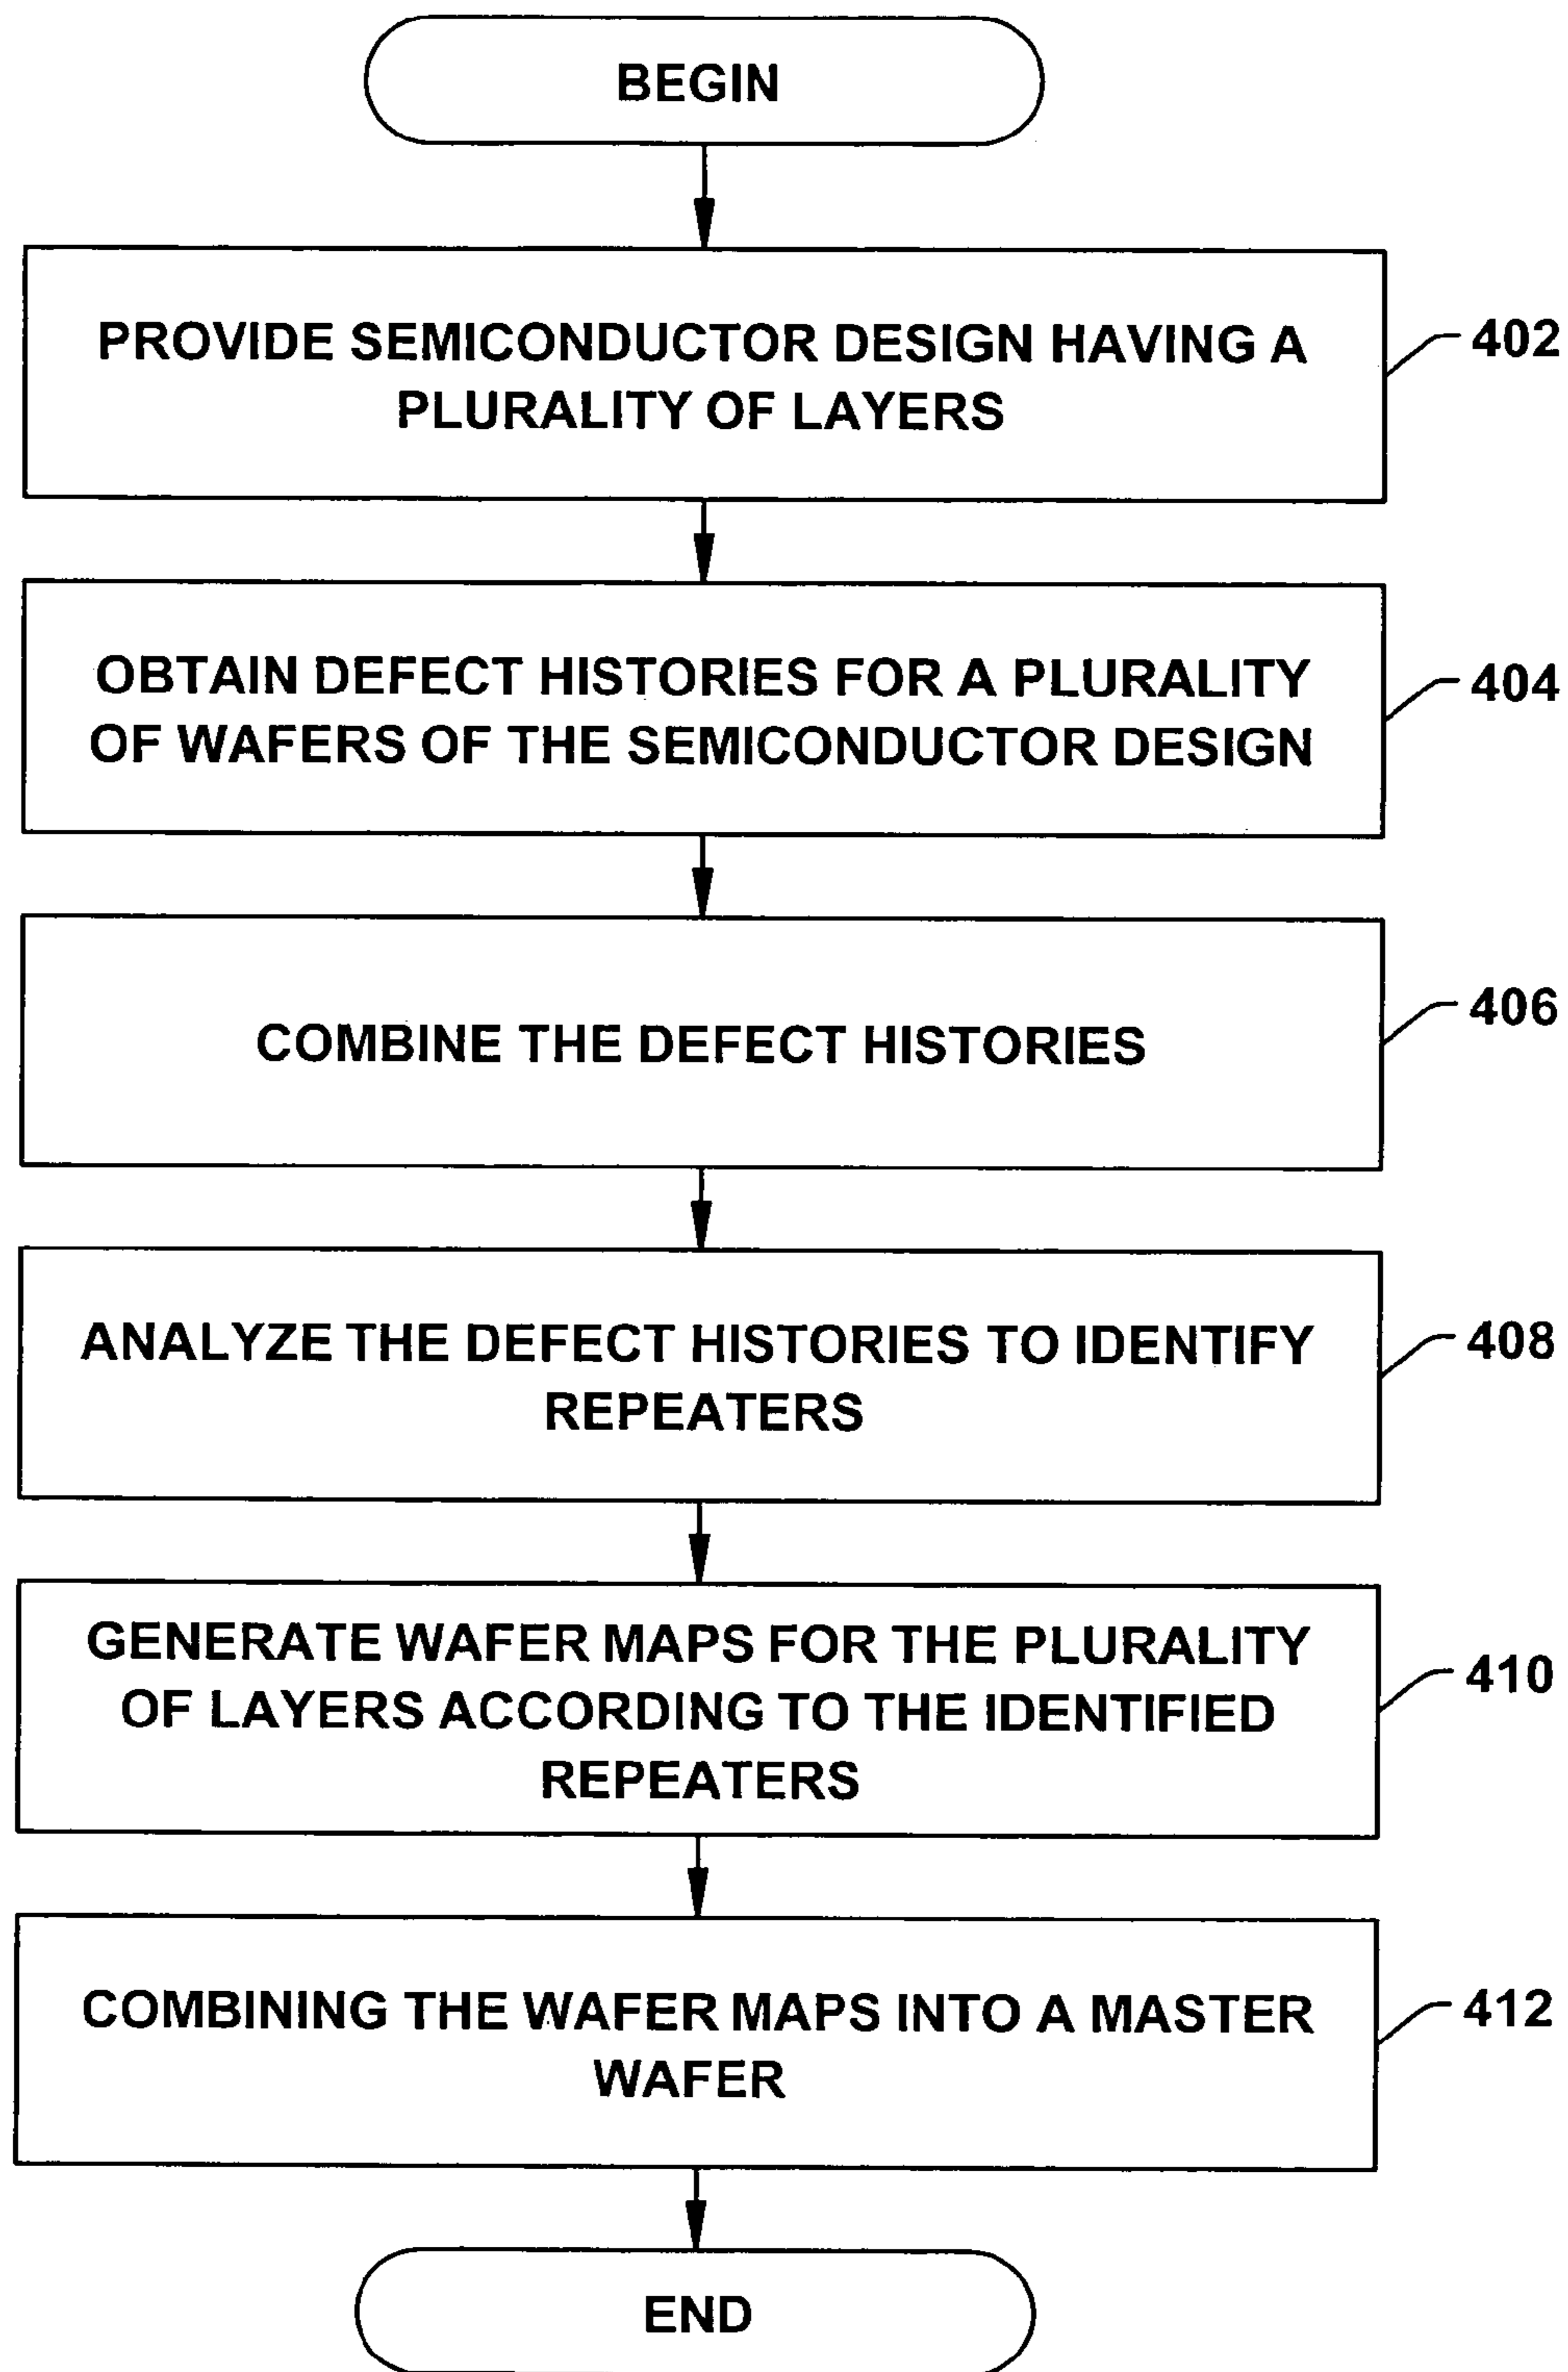 BEGIN
PROVIDE SEMICONDUCTOR DESIGN HAVING A
PLURALITY OF LAYERS
402
OBTAIN DEFECT HISTORIES FOR A PLURALITY
OF WAFERS OF THE SEMICONDUCTOR DESIGN
404
COMBINE THE DEFECT HISTORIES
406
ANALYZE THE DEFECT HISTORIES TO IDENTIFY
REPEATERS
408
GENERATE WAFER MAPS FOR THE PLURALITY
OF LAYERS ACCORDING TO THE IDENTIFIED
REPEATERS
410
COMBINING THE WAFER MAPS INTO A MASTER
WAFER
412
END